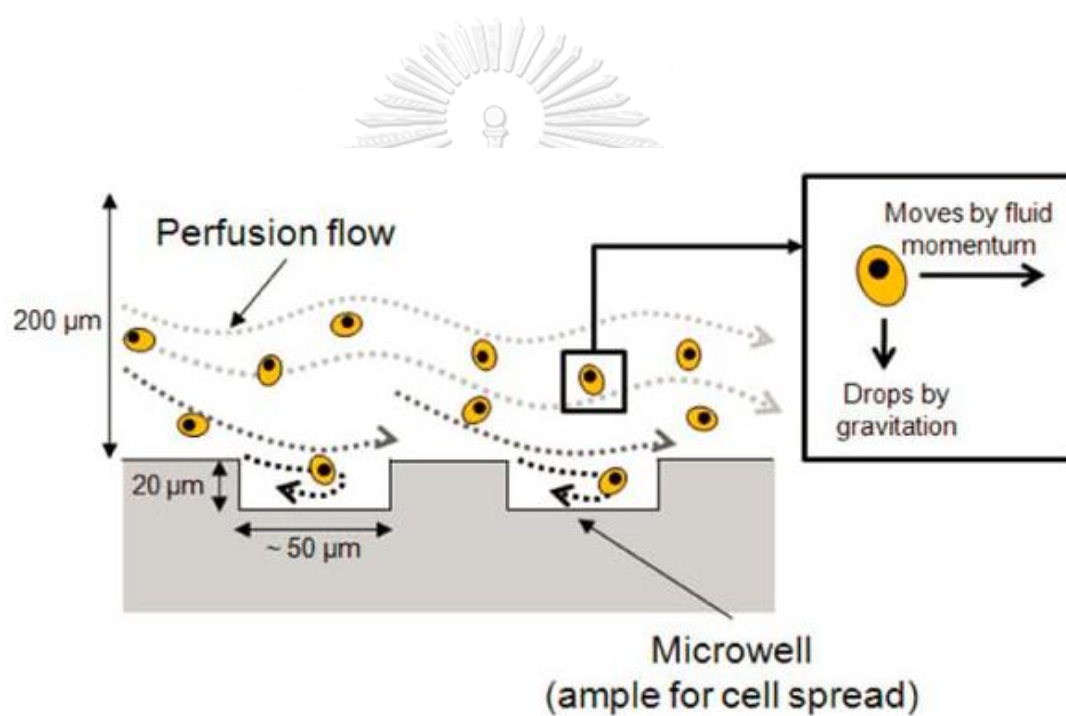 Perfusion flow
200 µm
20 µm
~ 50 µm
Moves by fluid
momentum
Drops by
gravitation
Microwell
(ample for cell spread)